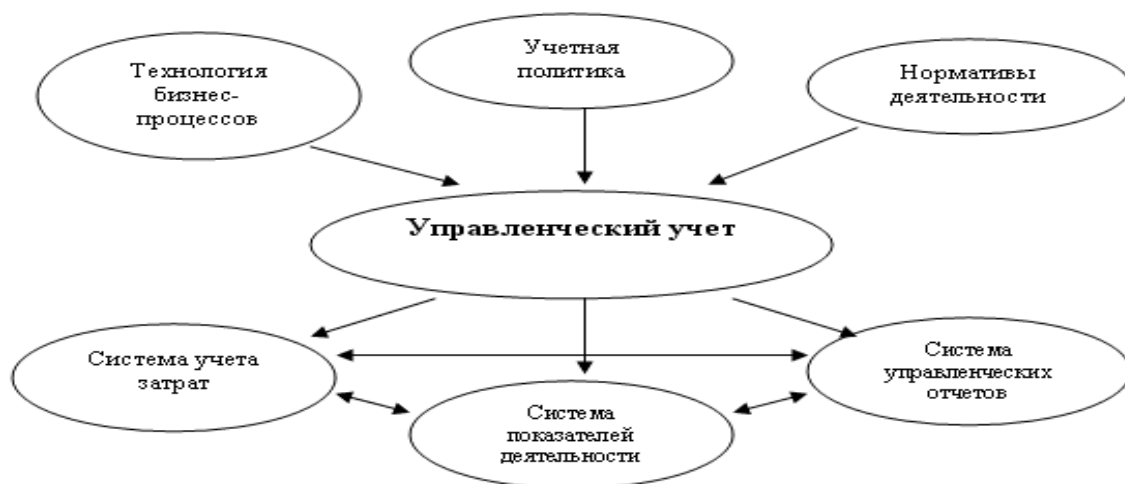 Технология
бизнес-
процессов
Учетная
политика
Нормативы
деятельности
Управленческий учет
Система учета
затрат
Система
показателей
деятельности
Система
управленческих
отчетов